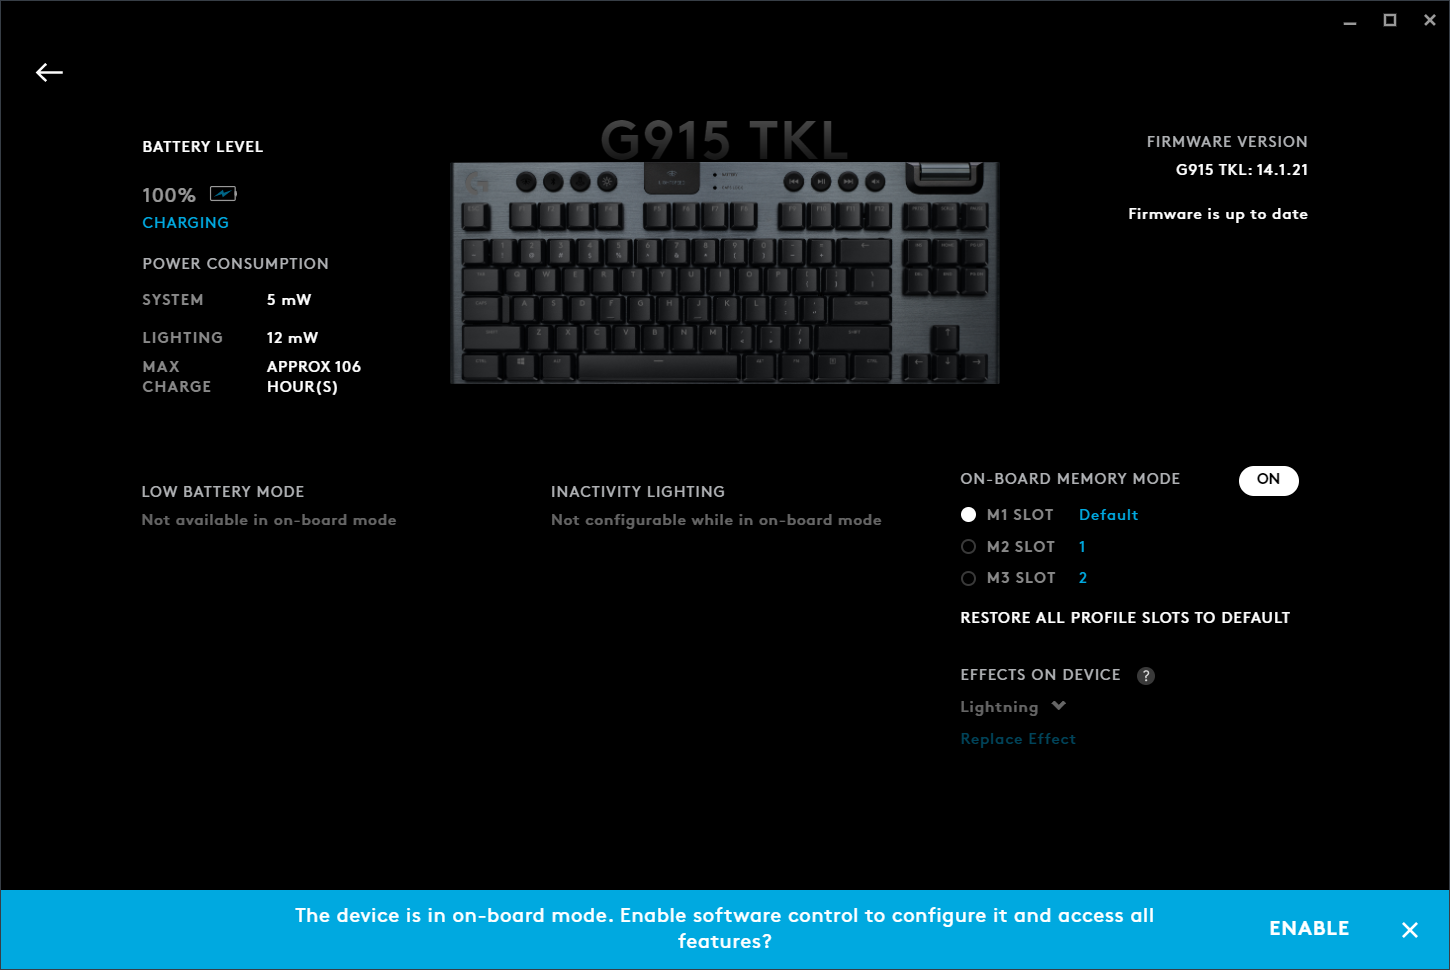 G915 TKL
BATTERY LEVEL
100%
CHARGING
POWER CONSUMPTION
SYSTEM 5 mW
LIGHTING 12 mW
MAX CHARGE APPROX 106 HOUR(S)
FIRMWARE VERSION
G915 TKL: 14.1.21
Firmware is up to date
LOW BATTERY MODE
Not available in on-board mode
INACTIVITY LIGHTING
Not configurable while in on-board mode
ON-BOARD MEMORY MODE ON
M1 SLOT Default
M2 SLOT 1
M3 SLOT 2
RESTORE ALL PROFILE SLOTS TO DEFAULT
EFFECTS ON DEVICE ?
Lightning
Replace Effect
The device is in on-board mode. Enable software control to configure it and access all
features?
ENABLE